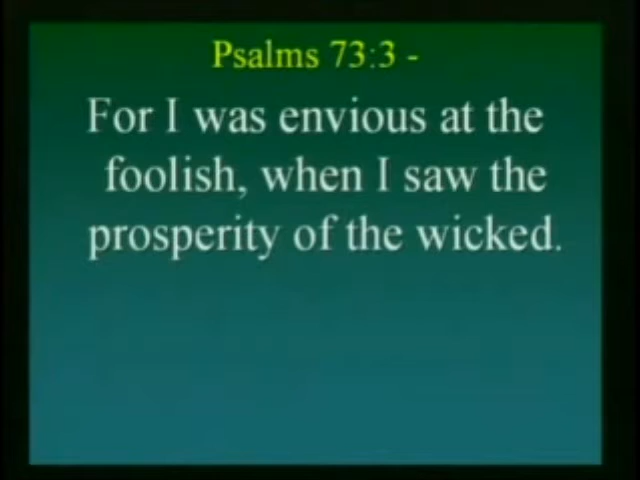 Psalms 73:3 -
For I was envious at the
foolish, when I saw the
prosperity of the wicked.